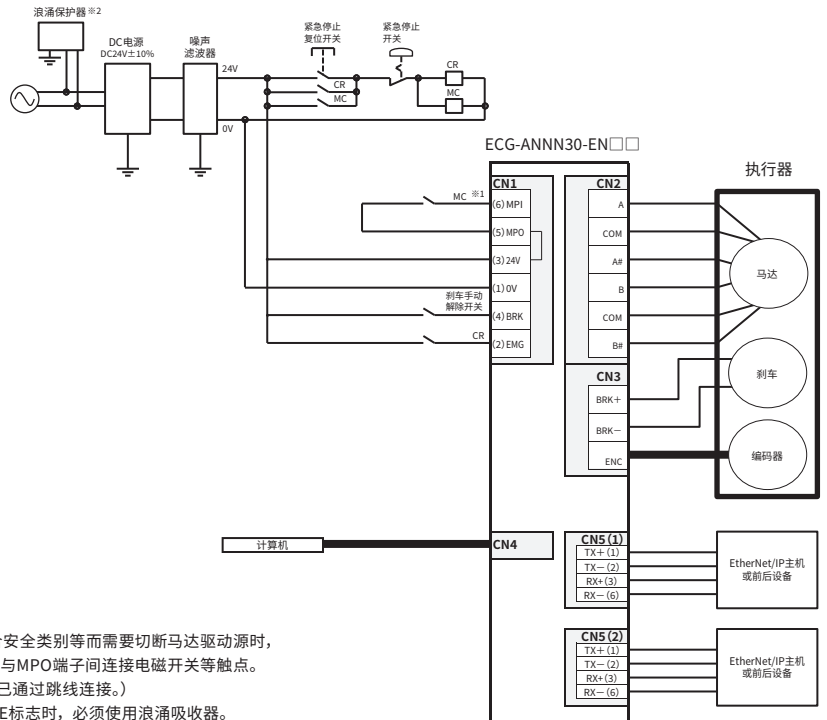 浪涌保护器※2
DC电源
DC24V±10%
噪声
滤波器
24V
0V
紧急停止
复位开关
紧急停止
开关
CR
MC
CR
MC
ECG-ANNN30-EN□□
执行器
CN1
MC ※1
(6)MPI
(5)MPO
(3)24V
(1)0V
刹车手动
解除开关
(4)BRK
CR
(2)EMG
CN2
A
COM
A#
B
COM
B#
马达
CN3
BRK+
BRK−
ENC
刹车
编码器
计算机
CN4
CN5(1)
TX+(1)
TX−(2)
RX+(3)
RX−(6)
EtherNet/IP主机
或前后设备
CN5(2)
TX+(1)
TX−(2)
RX+(3)
RX−(6)
EtherNet/IP主机
或前后设备
安全类别等而需要切断马达驱动源时，
与MPO端子间连接电磁开关等触点。
已通过跳线连接。）
E标志时，必须使用浪涌吸收器。